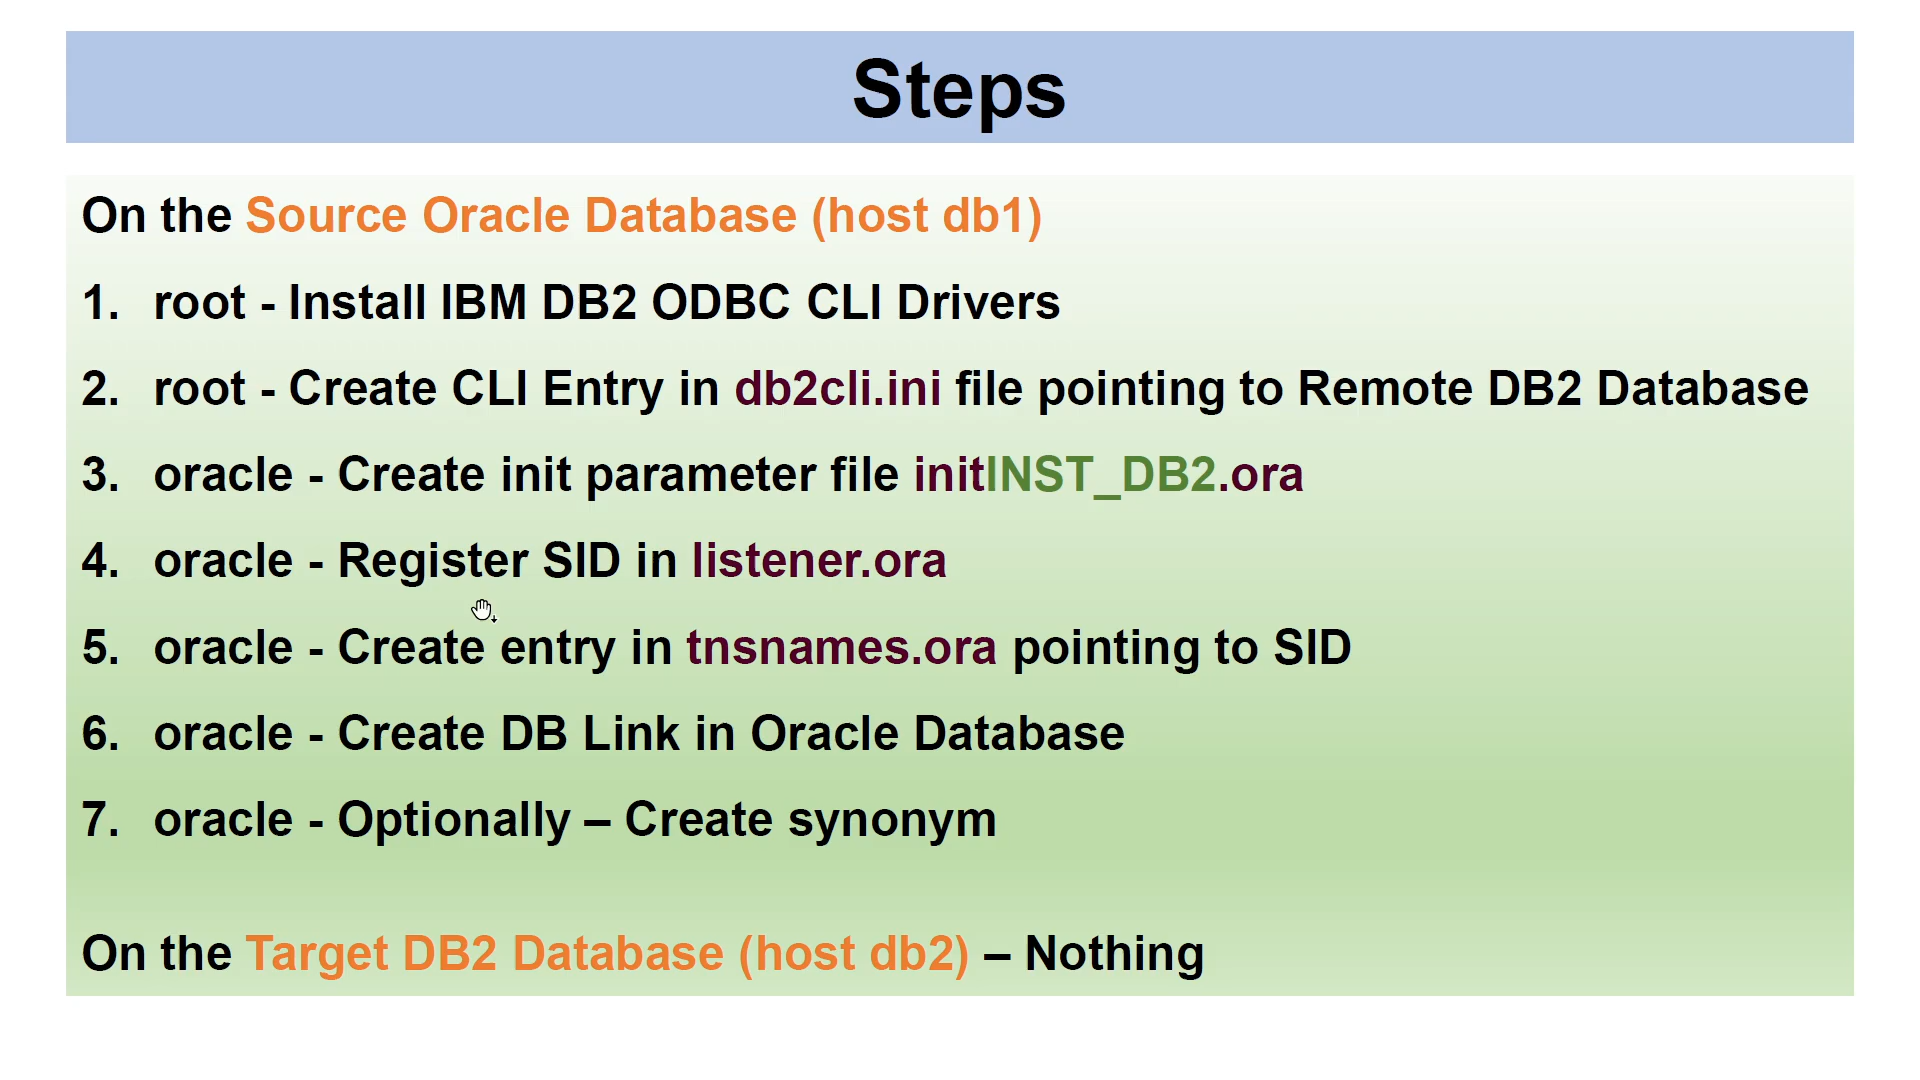 Steps
On the Source Oracle Database (host db1)
1. root - Install IBM DB2 ODBC CLI Drivers
2. root - Create CLI Entry in db2cli.ini file pointing to Remote DB2 Database
3. oracle - Create init parameter file initINST_DB2.ora
4. oracle - Register SID in listener.ora
5. oracle - Create entry in tnsnames.ora pointing to SID
6. oracle - Create DB Link in Oracle Database
7. oracle - Optionally – Create synonym
On the Target DB2 Database (host db2) – Nothing